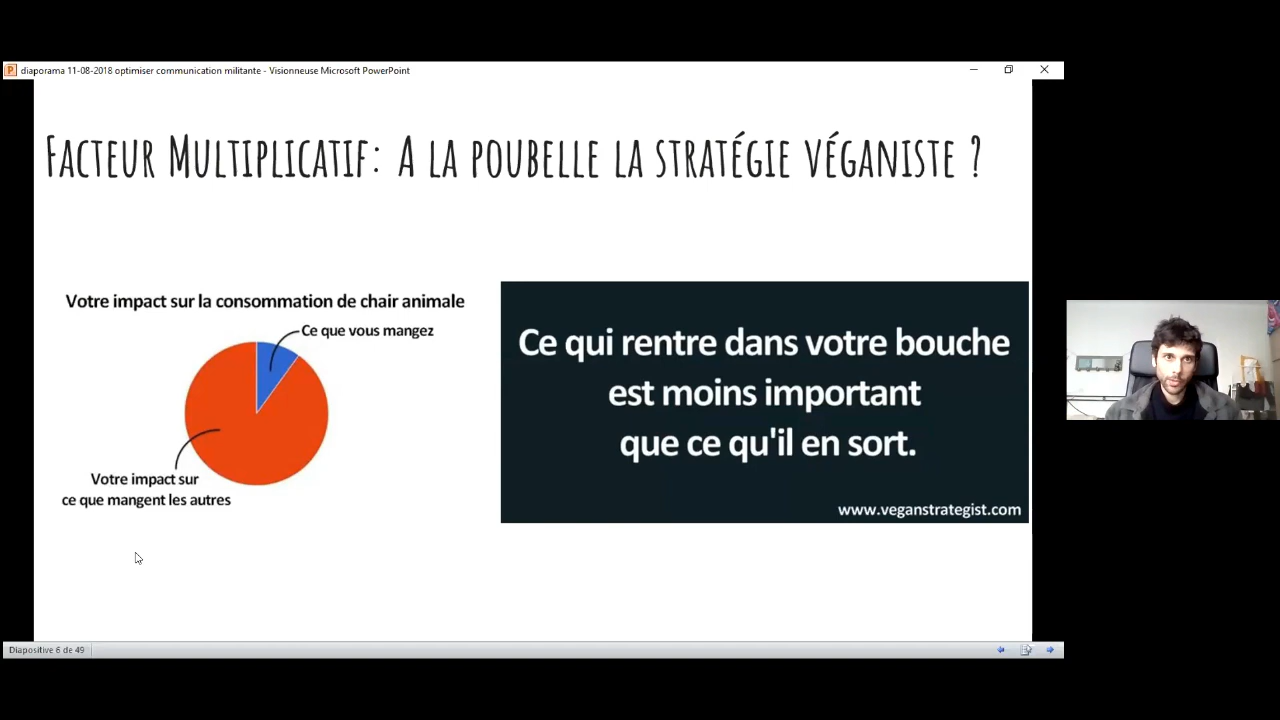 diaporama 11-08-2018 optimiser communication militante - Visionneuse Microsoft PowerPoint
Facteur Multiplicatif: A la poubelle la stratégie véganiste ?
Votre impact sur la consommation de chair animale
Ce que vous mangez
Votre impact sur
ce que mangent les autres
Ce qui rentre dans votre bouche
est moins important
que ce qu'il en sort.
www.veganstrategist.com
Diapositive 6 de 49